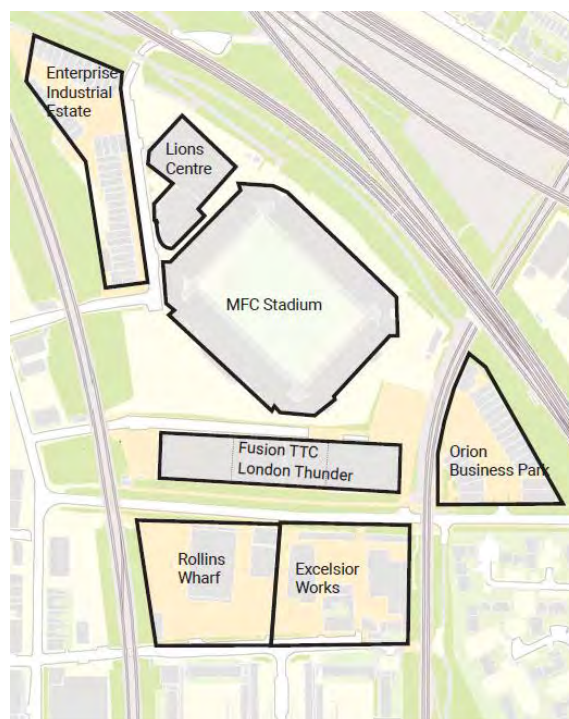 Enterprise
Industrial
Estate
Lions
Centre
MFC Stadium
Fusion TTC
London Thunder
Orion
Business Park
Rollins
Wharf
Excelsior
Works